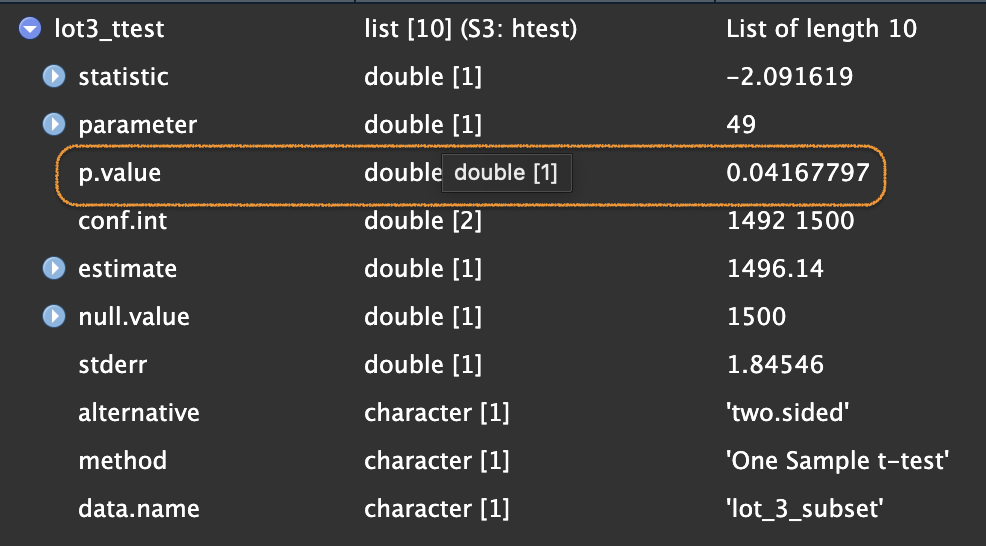 lot3_ttest list [10] (S3: htest) List of length 10
statistic double [1] -2.091619
parameter double [1] 49
p.value double double [1] 0.04167797
conf.int double [2] 1492 1500
estimate double [1] 1496.14
null.value double [1] 1500
stderr double [1] 1.84546
alternative character [1] 'two.sided'
method character [1] 'One Sample t-test'
data.name character [1] 'lot_3_subset'